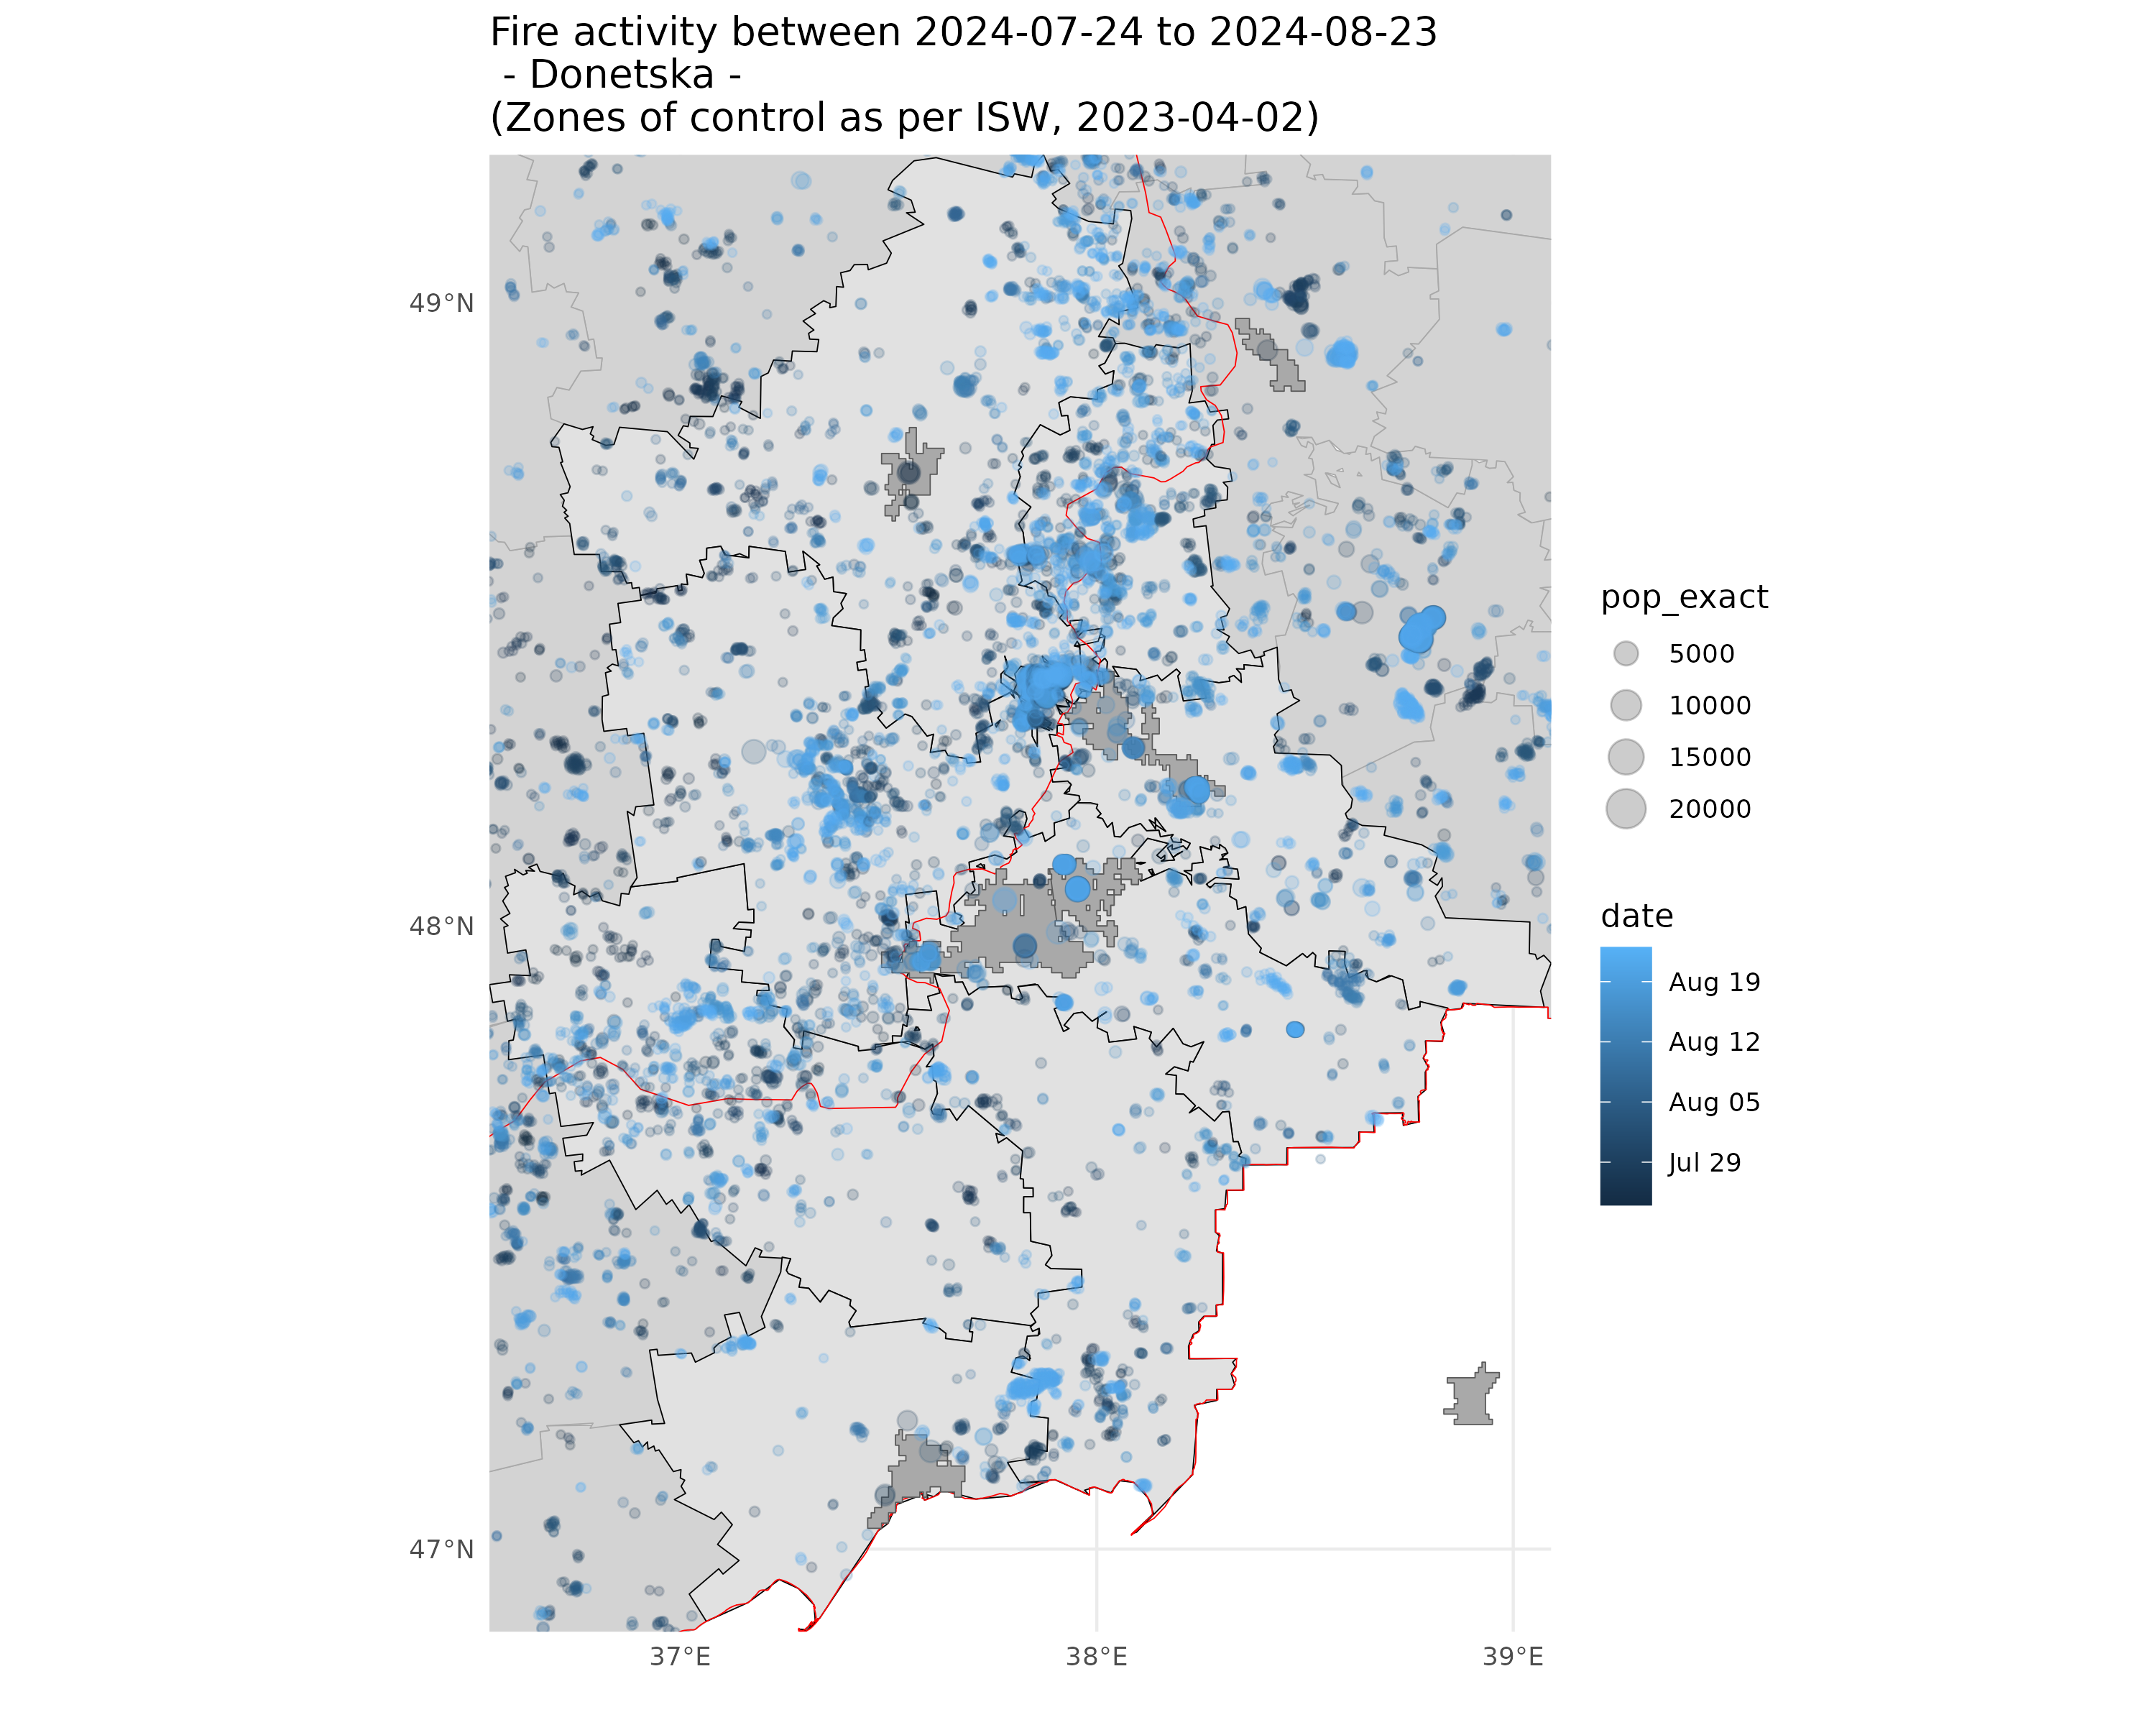 Fire activity between 2024-07-24 to 2024-08-23
- Donetska -
(Zones of control as per ISW, 2023-04-02)
49°N
48°N
47°N
37°E
38°E
39°E
pop_exact
5000
10000
15000
20000
date
Aug 19
Aug 12
Aug 05
Jul 29